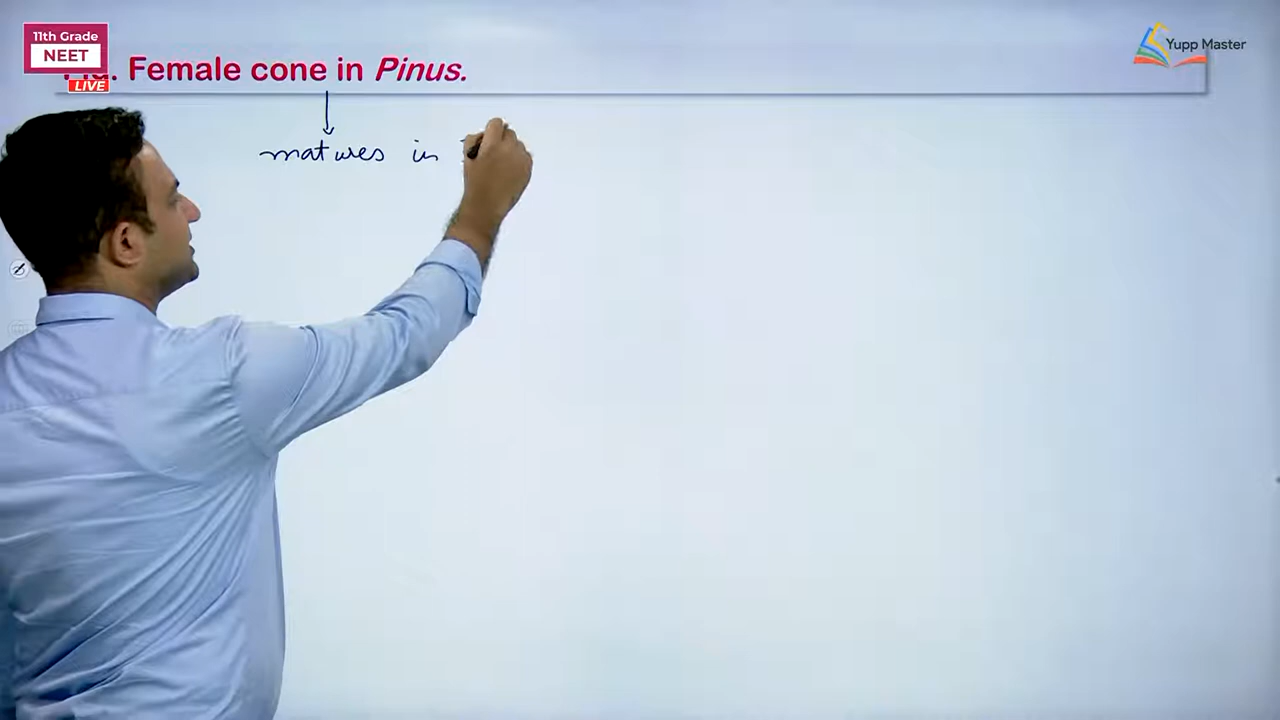 11th Grade
NEET
LIVE
Female cone in Pinus.
Yupp Master
matures in